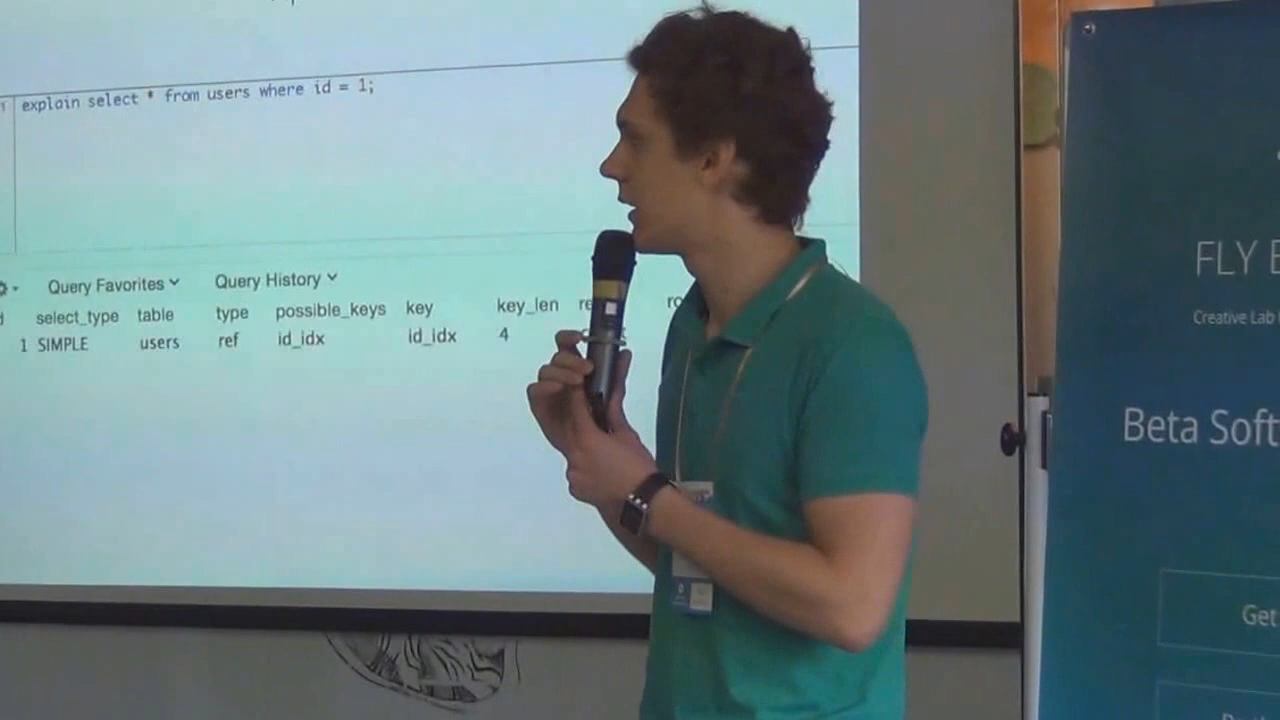 explain select * from users where id = 1;
Query Favorites Query History
select_type table type possible_keys key key_len
1 SIMPLE users ref id_idx id_idx 4
FLY
Creative Lab
Beta Soft
Get